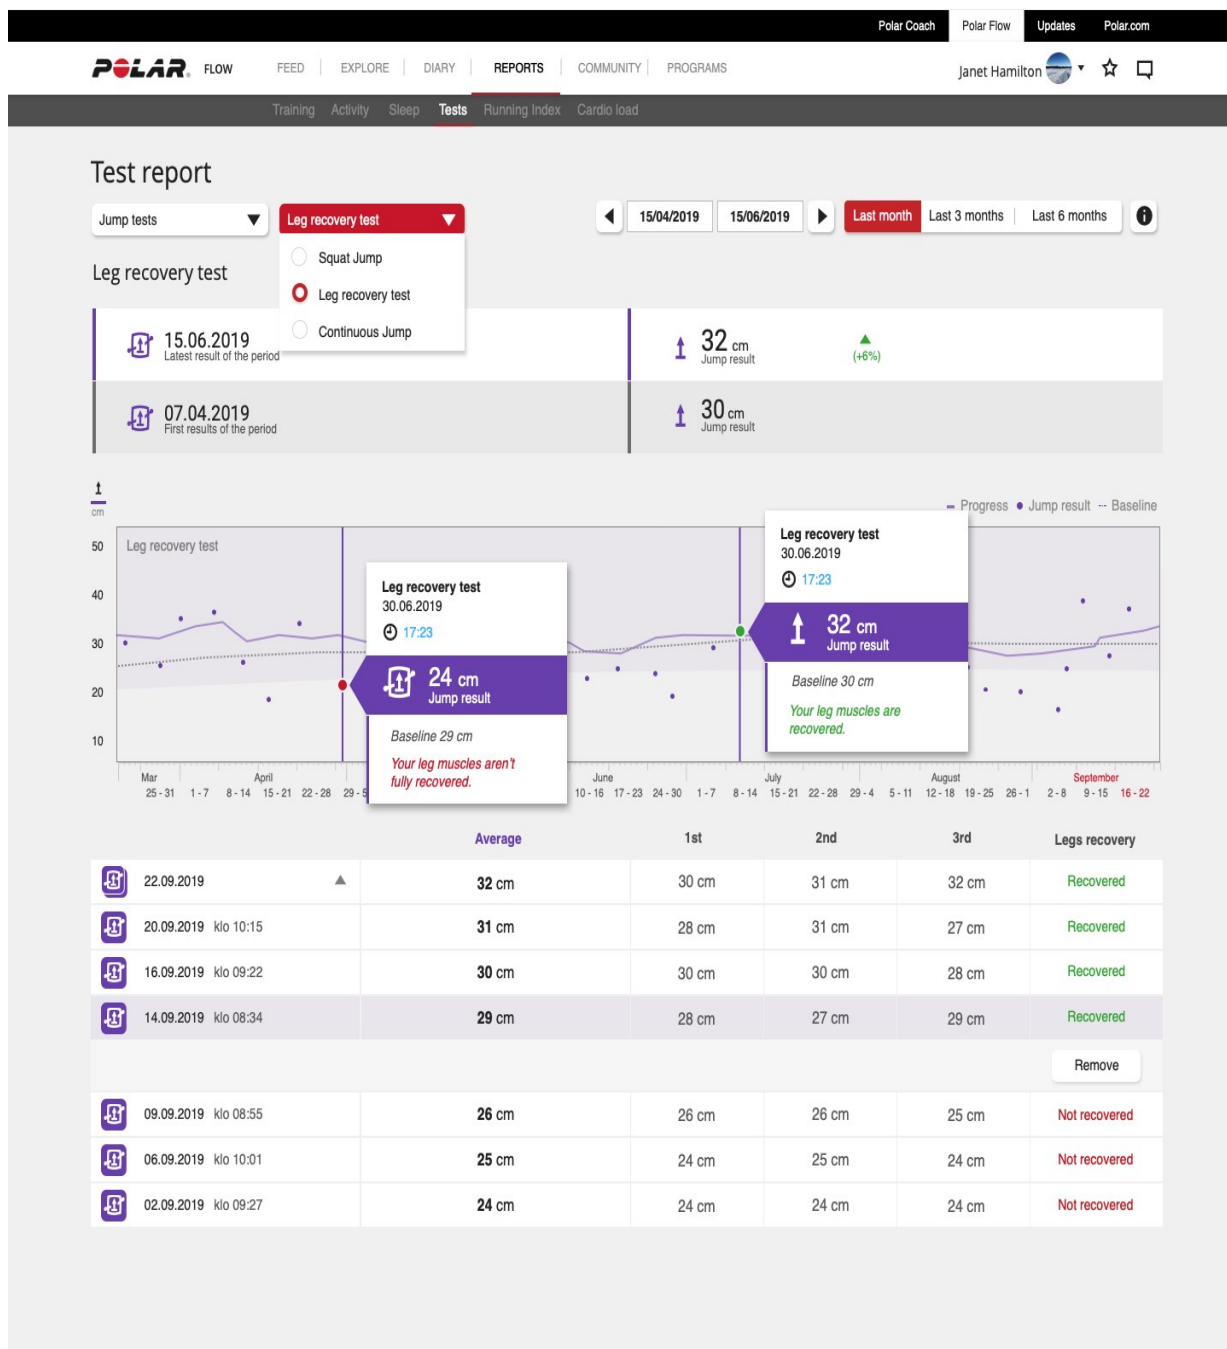 Polar Coach Polar Flow Updates Polar.com
POLAR. FLOW FEED EXPLORE DIARY REPORTS COMMUNITY PROGRAMS Janet Hamilton
Training Activity Sleep Tests Running Index Cardio load
Test report
Jump tests Leg recovery test 15/04/2019 15/06/2019 Last month Last 3 months Last 6 months
Squat Jump
Leg recovery test
Leg recovery test
Continuous Jump
15.06.2019 32 cm
Latest result of the period Jump result (+6%)
07.04.2019 30 cm
First results of the period Jump result
cm
Progress Jump result Baseline
50 Leg recovery test
40
30
20
10
Leg recovery test
30.06.2019
17:23
24 cm
Jump result
Baseline 29 cm
Your leg muscles aren't
fully recovered.
Leg recovery test
30.06.2019
17:23
32 cm
Jump result
Baseline 30 cm
Your leg muscles are
recovered.
Mar April June July August September
25 - 31 1 - 7 8 - 14 15 - 21 22 - 28 29 - 5 10 - 16 17 - 23 24 - 30 1 - 7 8 - 14 15 - 21 22 - 28 29 - 4 5 - 11 12 - 18 19 - 25 26 - 1 2 - 8 9 - 15 16 - 22
Average 1st 2nd 3rd Legs recovery
22.09.2019 32 cm 30 cm 31 cm 32 cm Recovered
20.09.2019 klo 10:15 31 cm 28 cm 31 cm 27 cm Recovered
16.09.2019 klo 09:22 30 cm 30 cm 30 cm 28 cm Recovered
14.09.2019 klo 08:34 29 cm 28 cm 27 cm 29 cm Recovered
Remove
09.09.2019 klo 08:55 26 cm 26 cm 26 cm 25 cm Not recovered
06.09.2019 klo 10:01 25 cm 24 cm 25 cm 24 cm Not recovered
02.09.2019 klo 09:27 24 cm 24 cm 24 cm 24 cm Not recovered